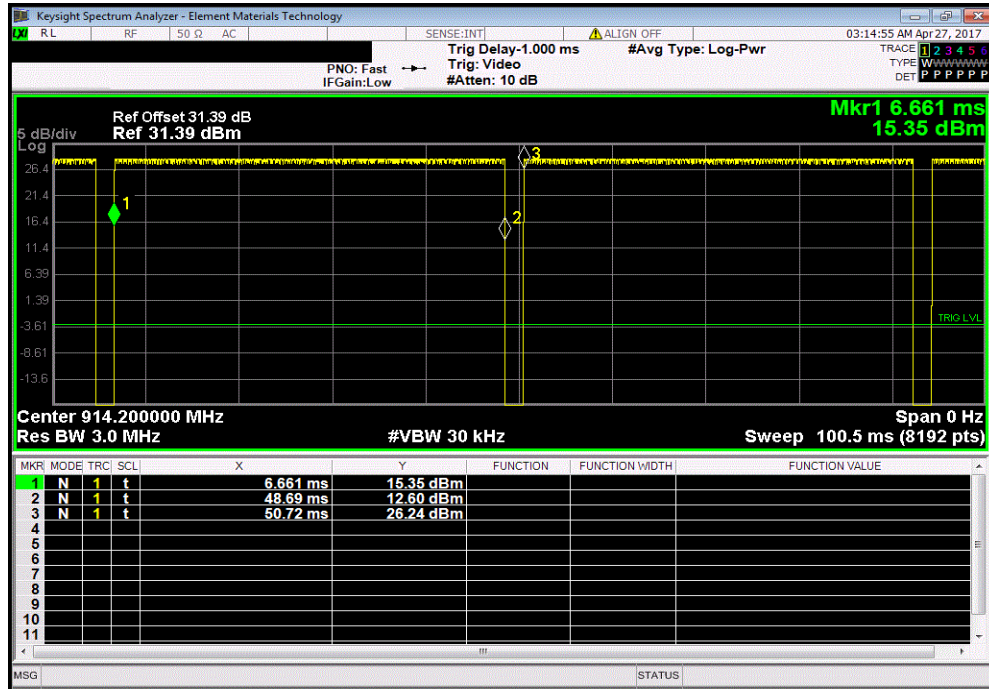 Keysight Spectrum Analyzer - Element Materials Technology
LXI RL RF 50 Ω AC SENSE:INT ALIGN OFF 03:14:55 AM Apr 27, 2017
Trig Delay-1.000 ms #Avg Type: Log-Pwr TRACE 1 2 3 4 5 6
PNO: Fast Trig: Video TYPE WWWWWW
IFGain:Low #Atten: 10 dB DET P P P P P P
Mkr1 6.661 ms
15.35 dBm
Ref Offset 31.39 dB
5 dB/div Ref 31.39 dBm
Log
3
26.4
21.4
1
16.4
2
11.4
6.39
1.39
TRIG LVL
-3.61
-8.61
-13.6
Center 914.200000 MHz Span 0 Hz
Res BW 3.0 MHz #VBW 30 kHz Sweep 100.5 ms (8192 pts)
MKR MODE TRC SCL X Y FUNCTION FUNCTION WIDTH FUNCTION VALUE
1 N 1 t 6.661 ms 15.35 dBm
2 N 1 t 48.69 ms 12.60 dBm
3 N 1 t 50.72 ms 26.24 dBm
4
5
6
7
8
9
10
11
MSG STATUS